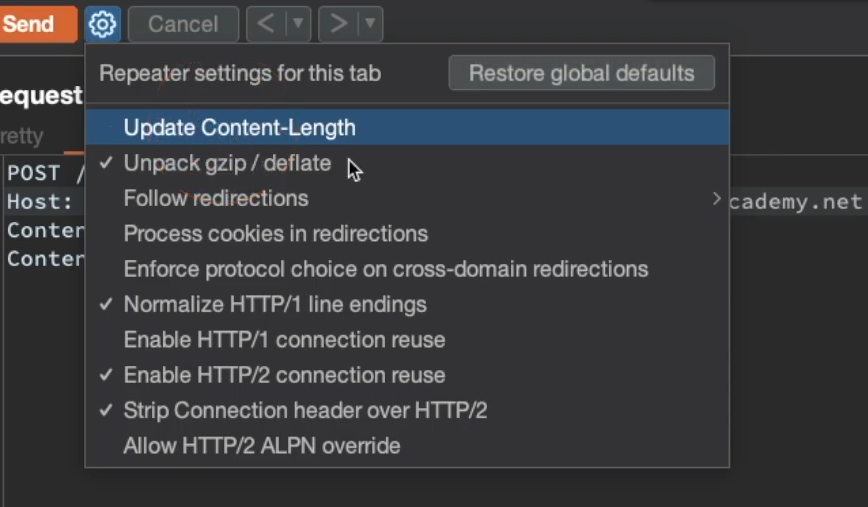 Send Cancel < >
Repeater settings for this tab Restore global defaults
equest
Update Content-Length
retty
✓ Unpack gzip / deflate
POST /
Follow redirections >
Host: cademy.net
Process cookies in redirections
Conten
Enforce protocol choice on cross-domain redirections
Conten
✓ Normalize HTTP/1 line endings
Enable HTTP/1 connection reuse
✓ Enable HTTP/2 connection reuse
✓ Strip Connection header over HTTP/2
Allow HTTP/2 ALPN override